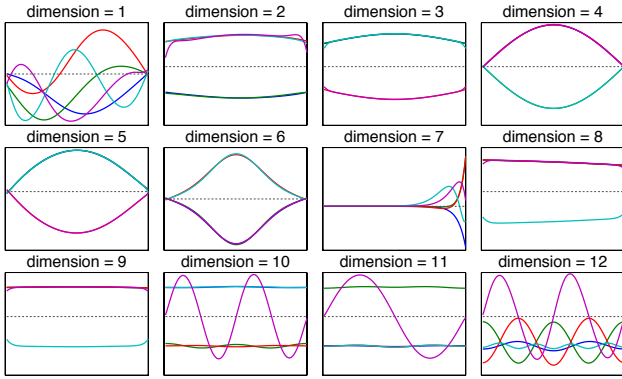 dimension = 1
dimension = 2
dimension = 3
dimension = 4
dimension = 5
dimension = 6
dimension = 7
dimension = 8
dimension = 9
dimension = 10
dimension = 11
dimension = 12